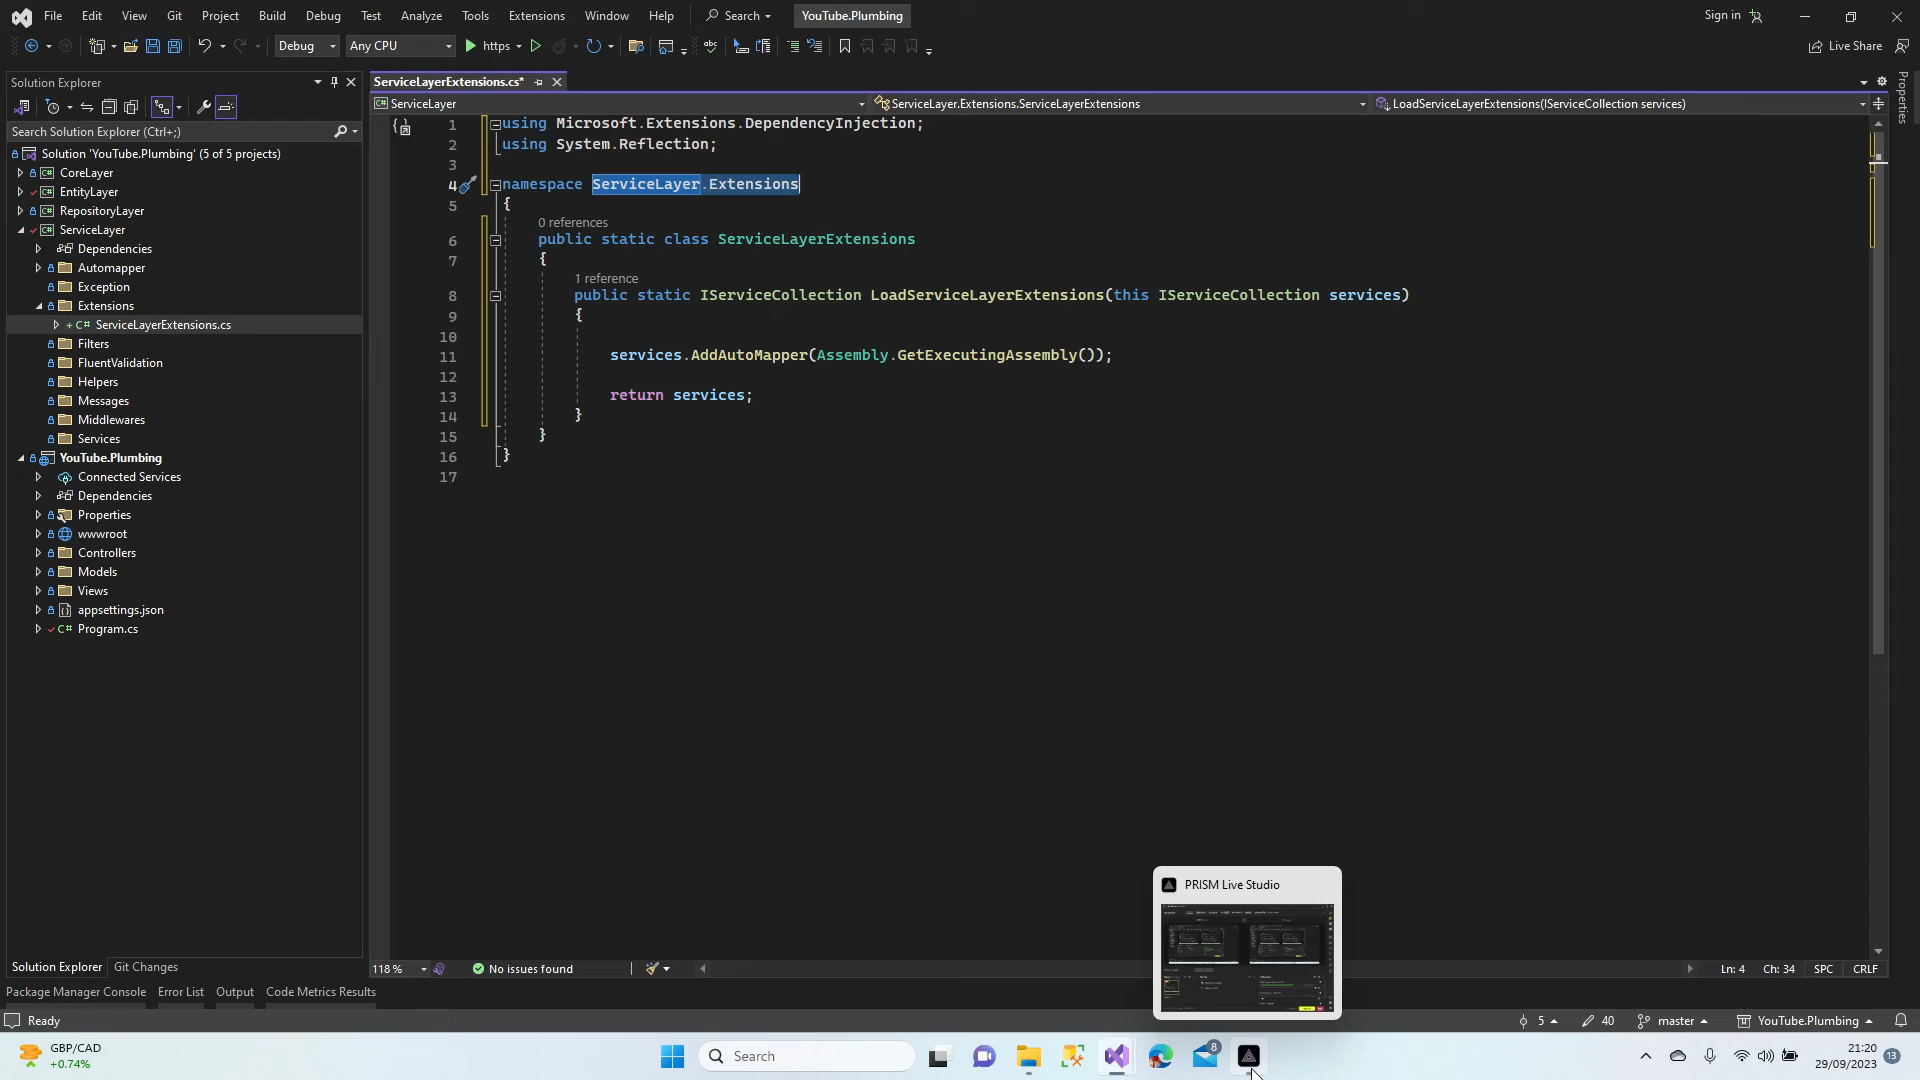 File Edit View Git Project Build Debug Test Analyze Tools Extensions Window Help Search YouTube.Plumbing Sign in
Debug Any CPU https Live Share
Solution Explorer
Search Solution Explorer (Ctrl+;)
Solution 'YouTube.Plumbing' (5 of 5 projects)
CoreLayer
EntityLayer
RepositoryLayer
ServiceLayer
Dependencies
Automapper
Exception
Extensions
C# ServiceLayerExtensions.cs
Filters
FluentValidation
Helpers
Messages
Middlewares
Services
YouTube.Plumbing
Connected Services
Dependencies
Properties
wwwroot
Controllers
Models
Views
appsettings.json
C# Program.cs
Solution Explorer Git Changes
ServiceLayerExtensions.cs*
C# ServiceLayer ServiceLayer.Extensions.ServiceLayerExtensions LoadServiceLayerExtensions(IServiceCollection services)
Properties
1 using Microsoft.Extensions.DependencyInjection;
2 using System.Reflection;
3
4 namespace ServiceLayer.Extensions
5 {
0 references
6 public static class ServiceLayerExtensions
7 {
1 reference
8 public static IServiceCollection LoadServiceLayerExtensions(this IServiceCollection services)
9 {
10
11 services.AddAutoMapper(Assembly.GetExecutingAssembly());
12
13 return services;
14 }
15 }
16 }
17
PRISM Live Studio
118 % No issues found Ln: 4 Ch: 34 SPC CRLF
Package Manager Console Error List Output Code Metrics Results
Ready 5 40 master YouTube.Plumbing
GBP/CAD
+0.74%
Search
8
21:20
29/09/2023
13